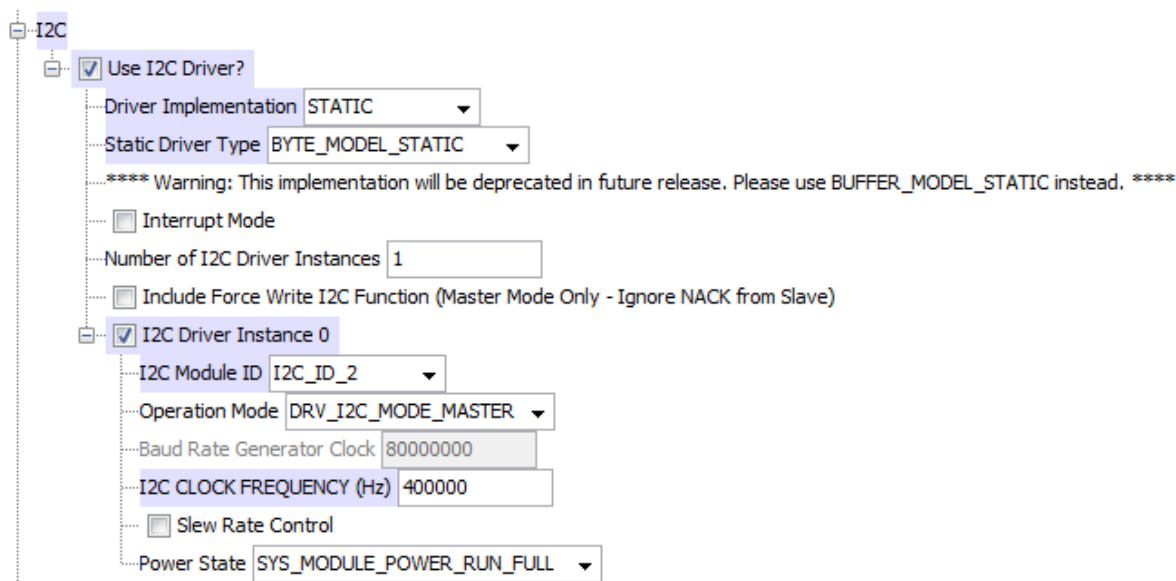 I2C
Use I2C Driver?
Driver Implementation STATIC
Static Driver Type BYTE_MODEL_STATIC
**** Warning: This implementation will be deprecated in future release. Please use BUFFER_MODEL_STATIC instead. ****
Interrupt Mode
Number of I2C Driver Instances 1
Include Force Write I2C Function (Master Mode Only - Ignore NACK from Slave)
I2C Driver Instance 0
I2C Module ID I2C_ID_2
Operation Mode DRV_I2C_MODE_MASTER
Baud Rate Generator Clock 80000000
I2C CLOCK FREQUENCY (Hz) 400000
Slew Rate Control
Power State SYS_MODULE_POWER_RUN_FULL